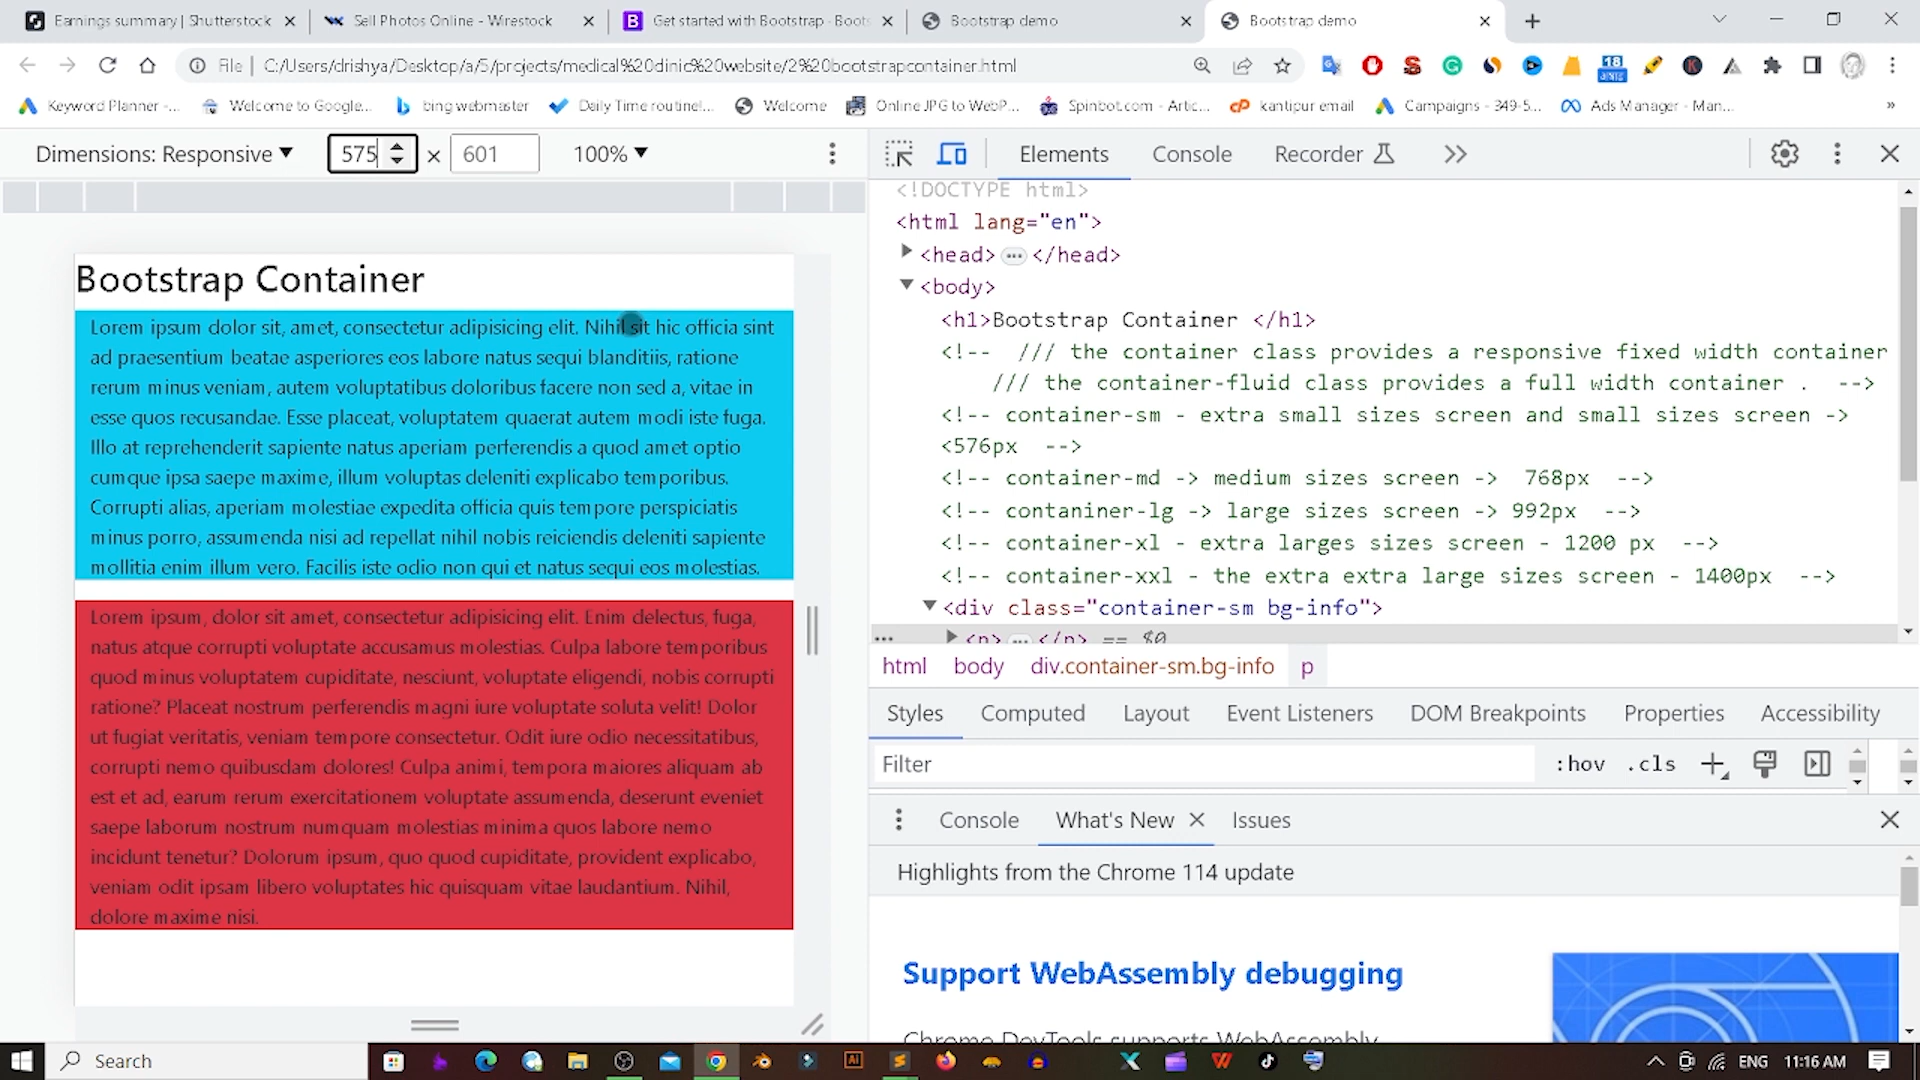 Earnings summary | Shutterstock
Sell Photos Online - Wirestock
Get started with Bootstrap · Boots
Bootstrap demo
Bootstrap demo
File | C:/Users/drishya/Desktop/a/5/projects/medical%20clinic%20website/2%20bootstrapcontainer.html
18
Keyword Planner -...
Welcome to Google...
bing webmaster
Daily Time routine!...
Welcome
Online JPG to WebP...
Spinbot.com - Artic...
kantipur email
Campaigns - 349-5...
Ads Manager - Man...
»
Dimensions: Responsive
575 × 601
100%
Elements
Console
Recorder
<!DOCTYPE html>
<html lang="en">
<head> ••• </head>
<body>
<h1>Bootstrap Container </h1>
<!--  /// the container class provides a responsive fixed width container
/// the container-fluid class provides a full width container .  -->
<!-- container-sm - extra small sizes screen and small sizes screen ->
<576px  -->
<!-- container-md -> medium sizes screen ->  768px  -->
<!-- contaniner-lg -> large sizes screen -> 992px  -->
<!-- container-xl - extra larges sizes screen - 1200 px  -->
<!-- container-xxl - the extra extra large sizes screen - 1400px  -->
<div class="container-sm bg-info">
••• <p> ••• </p> == $0
html body div.container-sm.bg-info p
Styles
Computed
Layout
Event Listeners
DOM Breakpoints
Properties
Accessibility
Filter
:hov .cls
Console
What's New
Issues
Highlights from the Chrome 114 update
Support WebAssembly debugging
Chrome DevTools supports WebAssembly
Bootstrap Container
Lorem ipsum dolor sit, amet, consectetur adipisicing elit. Nihil sit hic officia sint
ad praesentium beatae asperiores eos labore natus sequi blanditiis, ratione
rerum minus veniam, autem voluptatibus doloribus facere non sed a, vitae in
esse quos recusandae. Esse placeat, voluptatem quaerat autem modi iste fuga.
Illo at reprehenderit sapiente natus aperiam perferendis a quod amet optio
cumque ipsa saepe maxime, illum voluptas deleniti explicabo temporibus.
Corrupti alias, aperiam molestiae expedita officia quis tempore perspiciatis
minus porro, assumenda nisi ad repellat nihil nobis reiciendis deleniti sapiente
mollitia enim illum vero. Facilis iste odio non qui et natus sequi eos molestias.
Lorem ipsum, dolor sit amet, consectetur adipisicing elit. Enim delectus, fuga,
natus atque corrupti voluptate accusamus molestias. Culpa labore temporibus
quod minus voluptatem cupiditate, nesciunt, voluptate eligendi, nobis corrupti
ratione? Placeat nostrum perferendis magni iure voluptate soluta velit! Dolor
ut fugiat veritatis, veniam tempore consectetur. Odit iure odio necessitatibus,
corrupti nemo quibusdam dolores! Culpa animi, tempora maiores aliquam ab
est et ad, earum rerum exercitationem voluptate assumenda, deserunt eveniet
saepe laborum nostrum numquam molestias minima quos labore nemo
incidunt tenetur? Dolorum ipsum, quo quod cupiditate, provident explicabo,
veniam odit ipsam libero voluptates hic quisquam vitae laudantium. Nihil,
dolore maxime nisi.
Search
ENG
11:16 AM